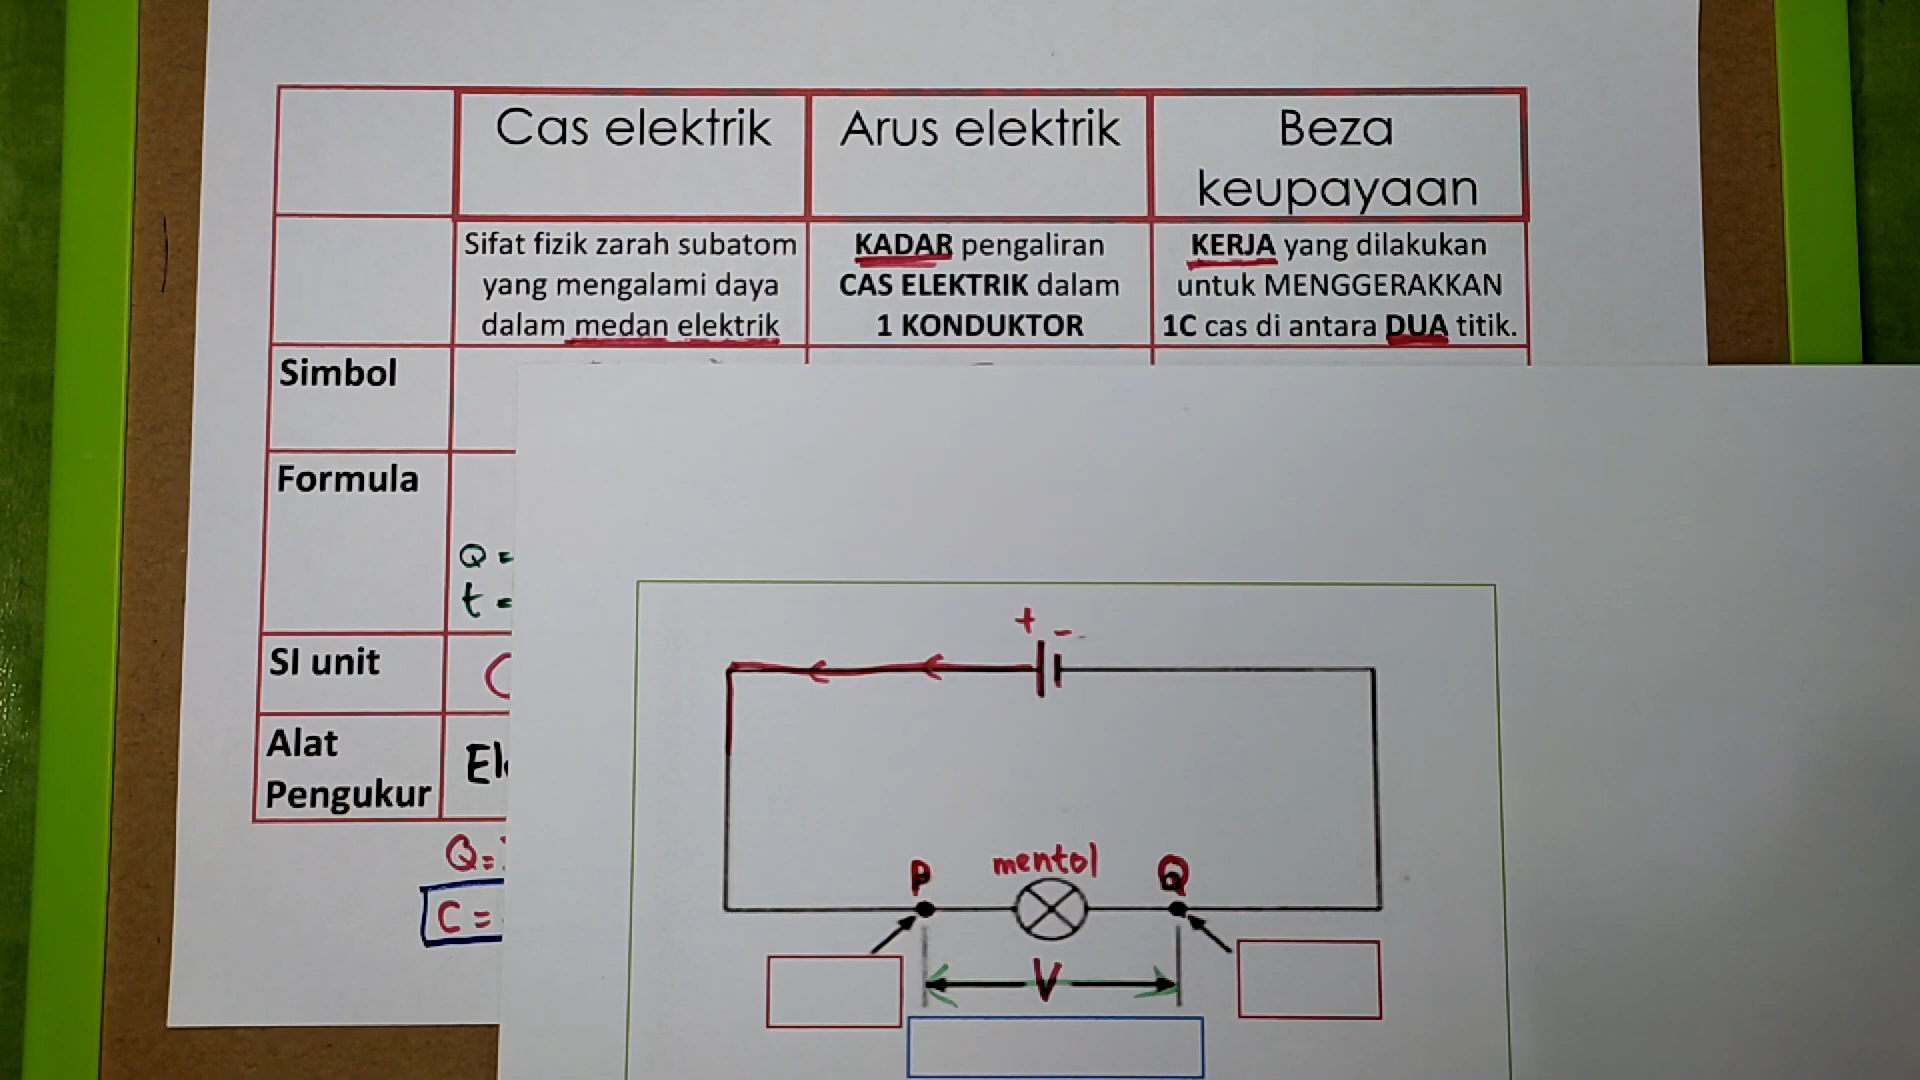 Cas elektrik
Arus elektrik
Beza
keupayaan
Sifat fizik zarah subatom
yang mengalami daya
dalam medan elektrik
KADAR pengaliran
CAS ELEKTRIK dalam
1 KONDUKTOR
KERJA yang dilakukan
untuk MENGGERAKKAN
1C cas di antara DUA titik.
Simbol
Formula
Q =
t =
SI unit
C
Alat
Pengukur
El
Q =
C =
+ -
P
mentol
Q
V